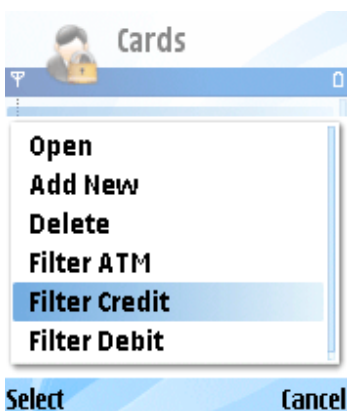 Cards
Open
Add New
Delete
Filter ATM
Filter Credit
Filter Debit
Select Cancel